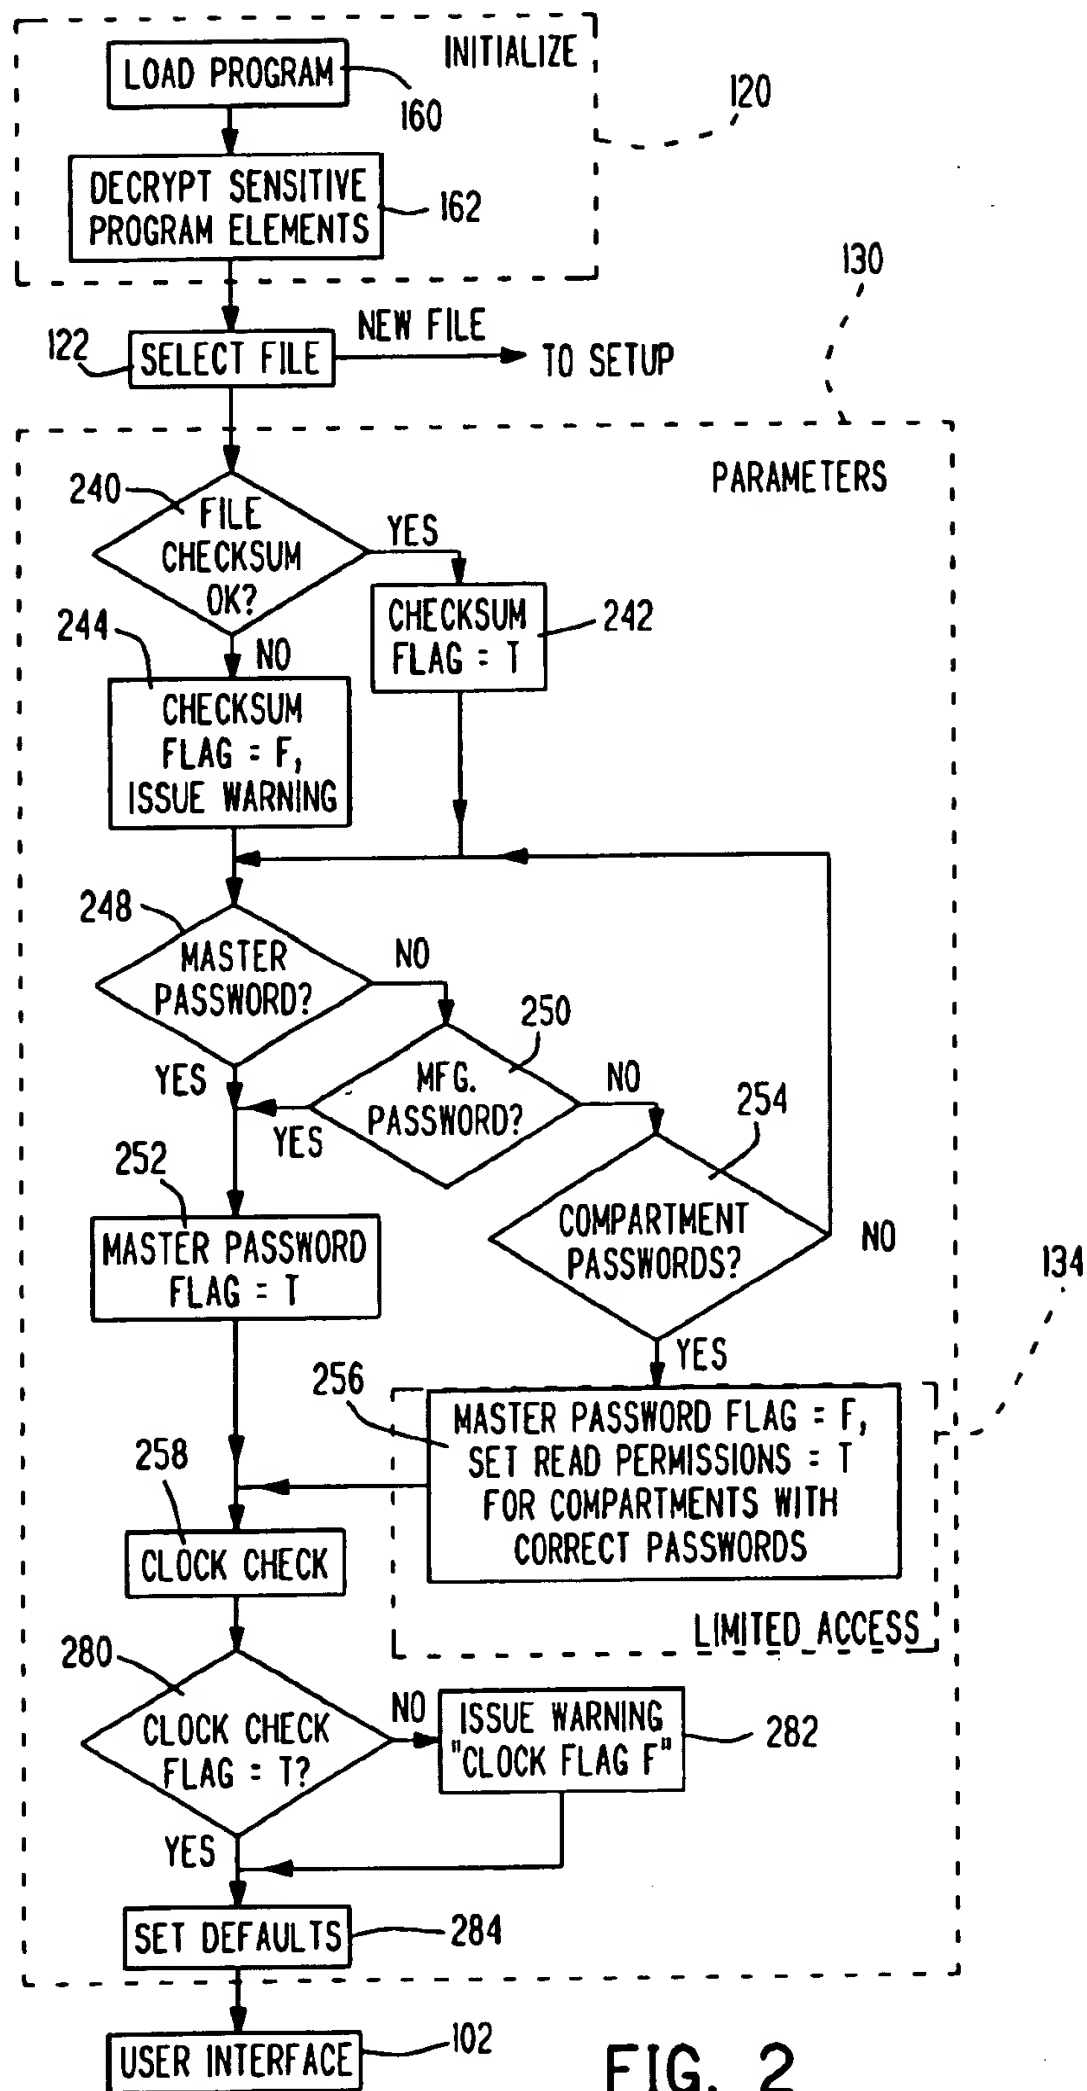 INITIALIZE
LOAD PROGRAM
160
120
DECRYPT SENSITIVE
PROGRAM ELEMENTS
162
130
122
SELECT FILE
NEW FILE
TO SETUP
PARAMETERS
240
FILE
CHECKSUM
OK?
YES
244
NO
CHECKSUM
FLAG = T
242
CHECKSUM
FLAG = F,
ISSUE WARNING
248
MASTER
PASSWORD?
NO
250
YES
MFG.
PASSWORD?
YES
NO
254
252
COMPARTMENT
PASSWORDS?
NO
134
MASTER PASSWORD
FLAG = T
YES
256
MASTER PASSWORD FLAG = F,
SET READ PERMISSIONS = T
FOR COMPARTMENTS WITH
CORRECT PASSWORDS
258
CLOCK CHECK
LIMITED ACCESS
280
CLOCK CHECK
FLAG = T?
NO
ISSUE WARNING
"CLOCK FLAG F"
282
YES
SET DEFAULTS
284
USER INTERFACE
102
FIG. 2